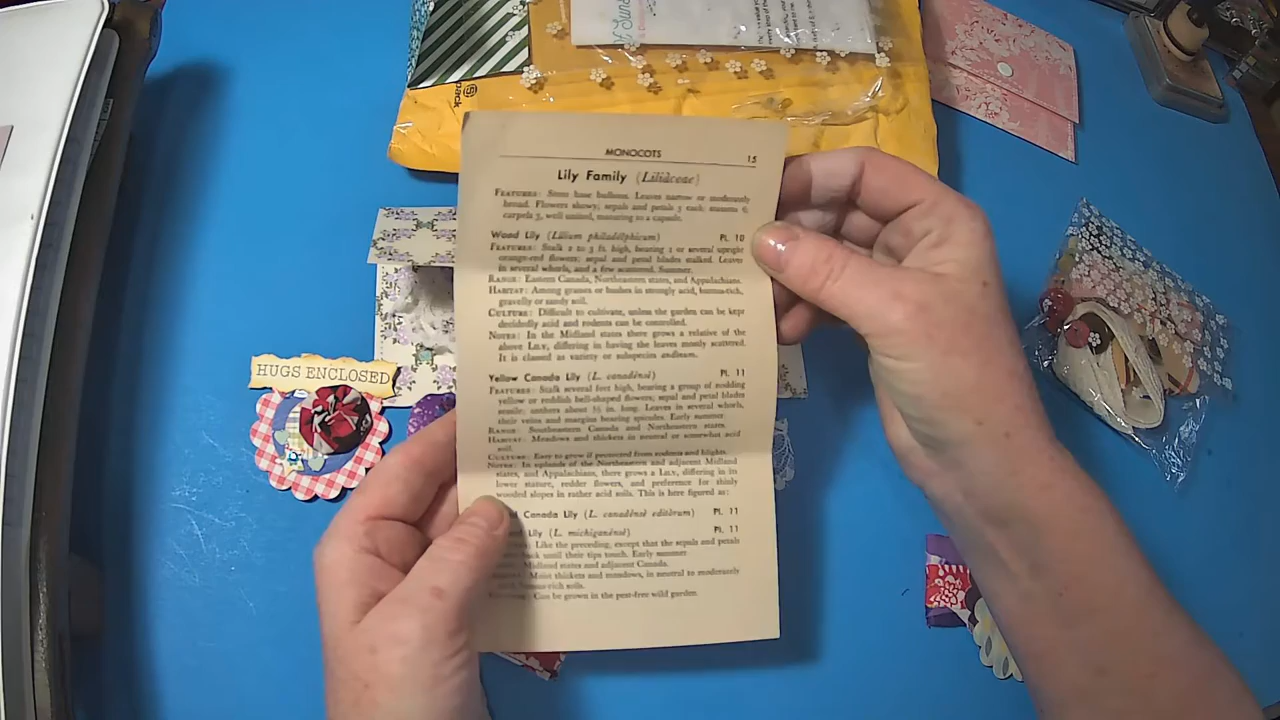 MONOCOTS 15
Lily Family (Liliàceae)
FEATURES: Stems from bulbous. Leaves narrow or moderately
broad. Flowers showy; sepals and petals 3 each; stamens 6;
carpels 3, well united, maturing to a capsule.
Wood Lily (Lilium philadélphicum) Pl. 10
FEATURES: Stalk 1 to 3 ft. high, bearing 1 or several upright
orange-red flowers; sepal and petal blades stalked. Leaves
in several whorls, and a few scattered. Summer.
RANGE: Eastern Canada, Northeastern states, and Appalachians.
HABITAT: Among grasses or bushes in strongly acid, humus-rich,
gravelly or sandy soil.
CULTURE: Difficult to cultivate, unless the garden can be kept
decidedly acid and rodents can be controlled.
NOTES: In the Midland states there grows a relative of the
above LILY, differing in having the leaves mostly scattered.
It is classed as variety or subspecies andinum.
Yellow Canada Lily (L. canadénsè) Pl. 11
FEATURES: Stalk several feet high, bearing a group of nodding
yellow or reddish bell-shaped flowers; sepal and petal blades
sessile; anthers about ½ in. long. Leaves in several whorls,
their veins and margins bearing spicules. Early summer.
RANGE: Southeastern Canada and Northeastern states.
HABITAT: Meadows and thickets in neutral or somewhat acid
soil.
CULTURE: Easy to grow if protected from rodents and blights.
NOTES: In uplands of the Northeastern and adjacent Midland
states, and Appalachians, there grows a LILY, differing in its
lower stature, redder flowers, and preference for thinly
wooded slopes in rather acid soils. This is here figured as:
Canada Lily (L. canadénsè editòrum) Pl. 11
Lily (L. michiganénsè) Pl. 11
Like the preceding, except that the sepals and petals
back until their tips touch. Early summer
Midland states and adjacent Canada.
Moist thickets and meadows, in neutral to moderately
rich soils.
Can be grown in the pest-free wild garden.
HUGS ENCLOSED